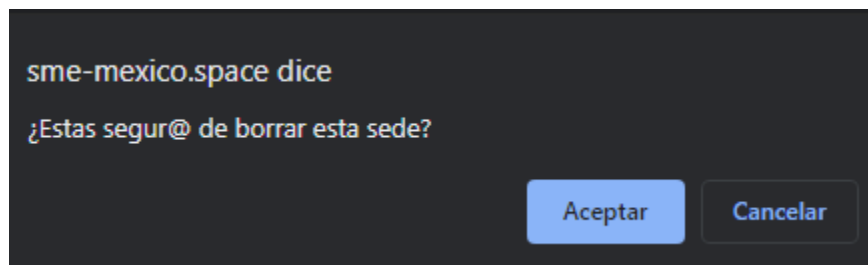 sme-mexico.space dice
¿Estas segur@ de borrar esta sede?
Aceptar Cancelar